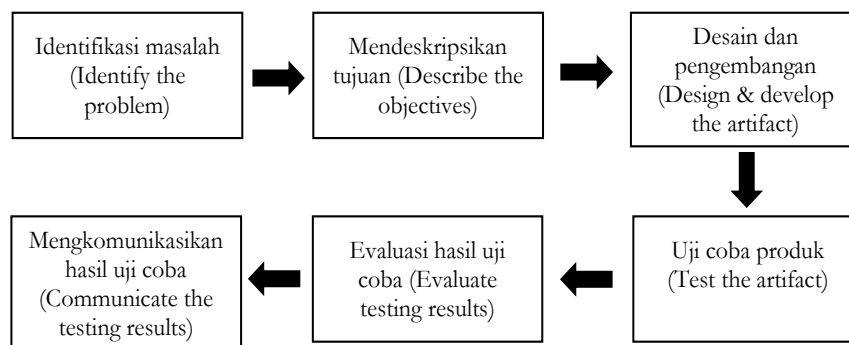 Identifikasi masalah
(Identify the
problem)
Mendeskripsikan
tujuan (Describe the
objectives)
Desain dan
pengembangan
(Design & develop
the artifact)
Uji coba produk
(Test the artifact)
Evaluasi hasil uji
coba (Evaluate
testing results)
Mengkomunikasikan
hasil uji coba
(Communicate the
testing results)